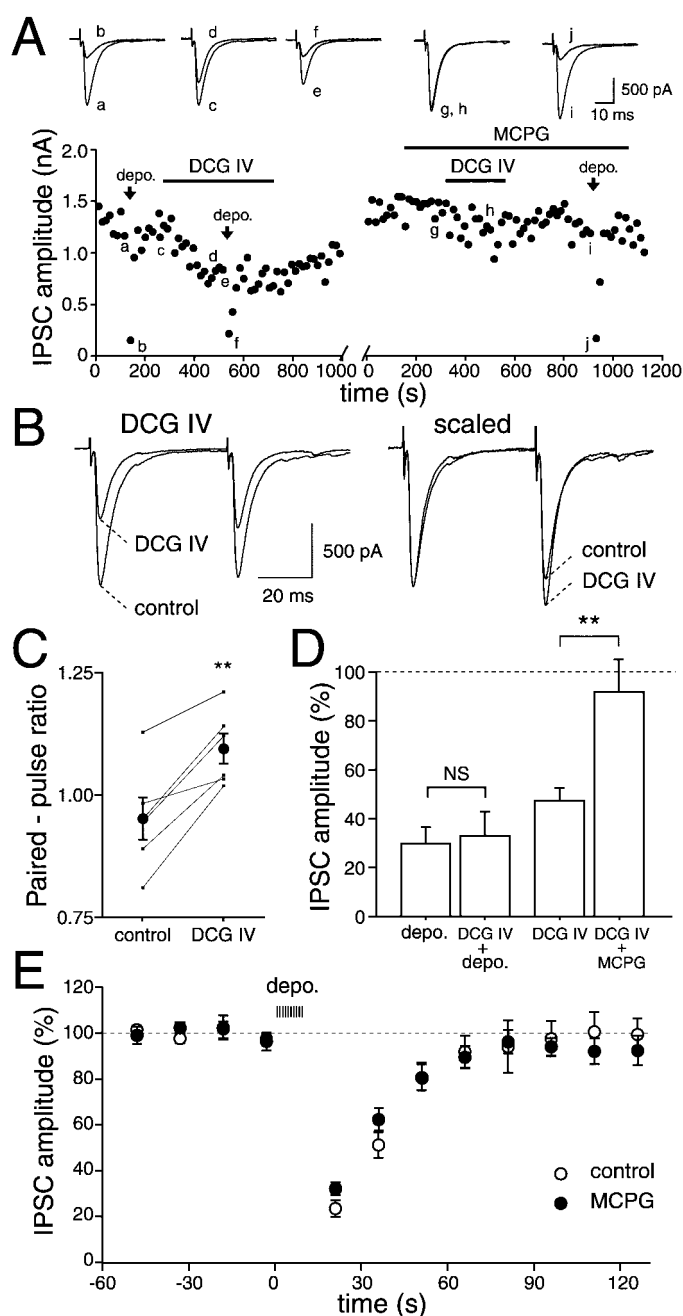 A
b
d
f
j
a
c
e
g, h
i
500 pA
10 ms
MCPG
DCG IV
DCG IV
depo.
depo.
depo.
IPSC amplitude (nA)
2.0
1.5
1.0
0.5
0
a
b
c
d
e
f
g
h
i
j
0 200 400 600 800 1000
0 200 400 600 800 1000 1200
time (s)
B
DCG IV
scaled
DCG IV
control
500 pA
20 ms
control
DCG IV
C
Paired - pulse ratio
1.25
1.00
0.75
**
control DCG IV
D
IPSC amplitude (%)
100
80
60
40
20
0
NS
**
depo.
DCG IV
+
depo.
DCG IV
DCG IV
+
MCPG
E
depo.
IPSC amplitude (%)
120
100
80
60
40
20
0
control
MCPG
-60 -30 0 30 60 90 120
time (s)